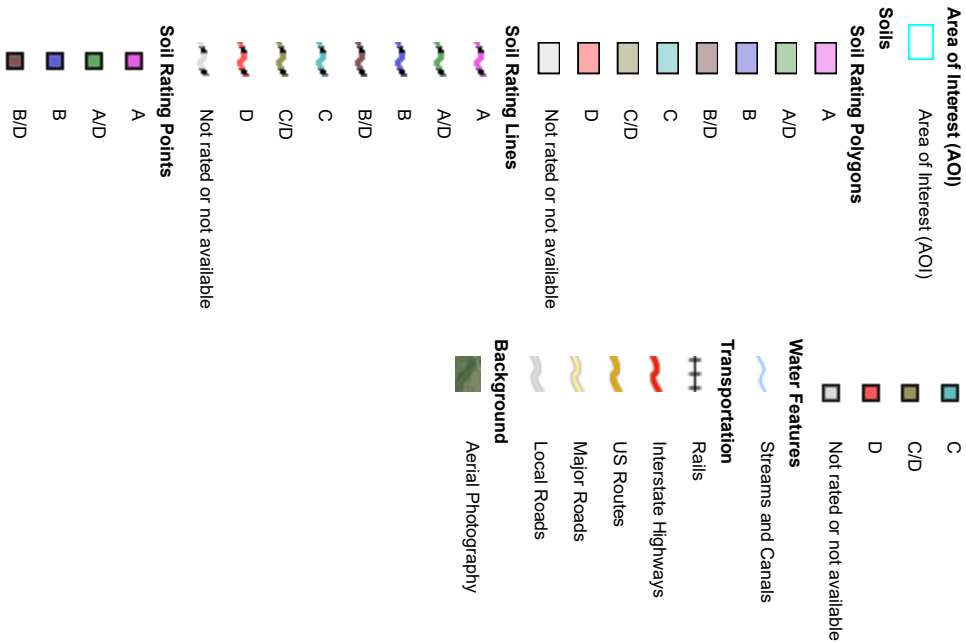 Area of Interest (AOI)
Area of Interest (AOI)
Soils
Soil Rating Polygons
A
A/D
B
B/D
C
C/D
D
Not rated or not available
Soil Rating Lines
A
A/D
B
B/D
C
C/D
D
Not rated or not available
Soil Rating Points
A
A/D
B
B/D
C
C/D
D
Not rated or not available
Water Features
Streams and Canals
Transportation
Rails
Interstate Highways
US Routes
Major Roads
Local Roads
Background
Aerial Photography